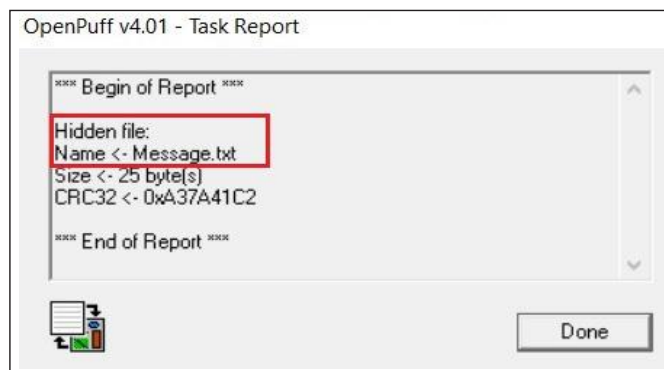 OpenPuff v4.01 - Task Report
*** Begin of Report ***
Hidden file:
Name <- Message.txt
Size <- 25 byte(s)
CRC32 <- 0xA37A41C2
*** End of Report ***
Done